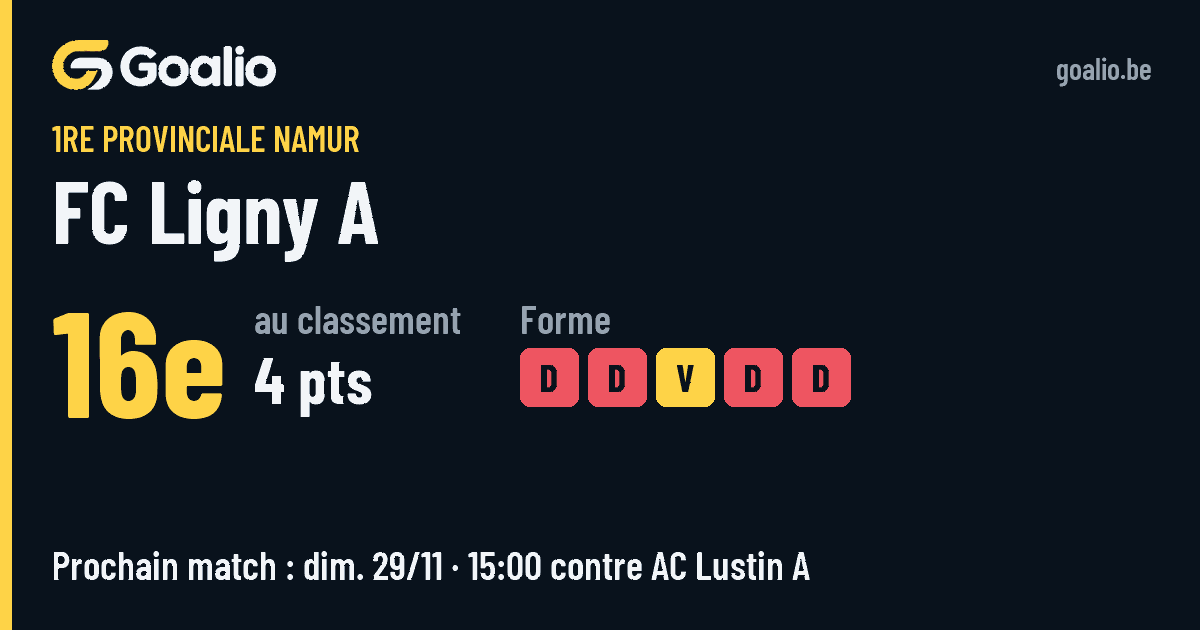 Goalio
goalio.be
1RE PROVINCIALE NAMUR
FC Ligny A
16e
au classement
4 pts
Forme
D D V D D
Prochain match : dim. 29/11 · 15:00 contre AC Lustin A